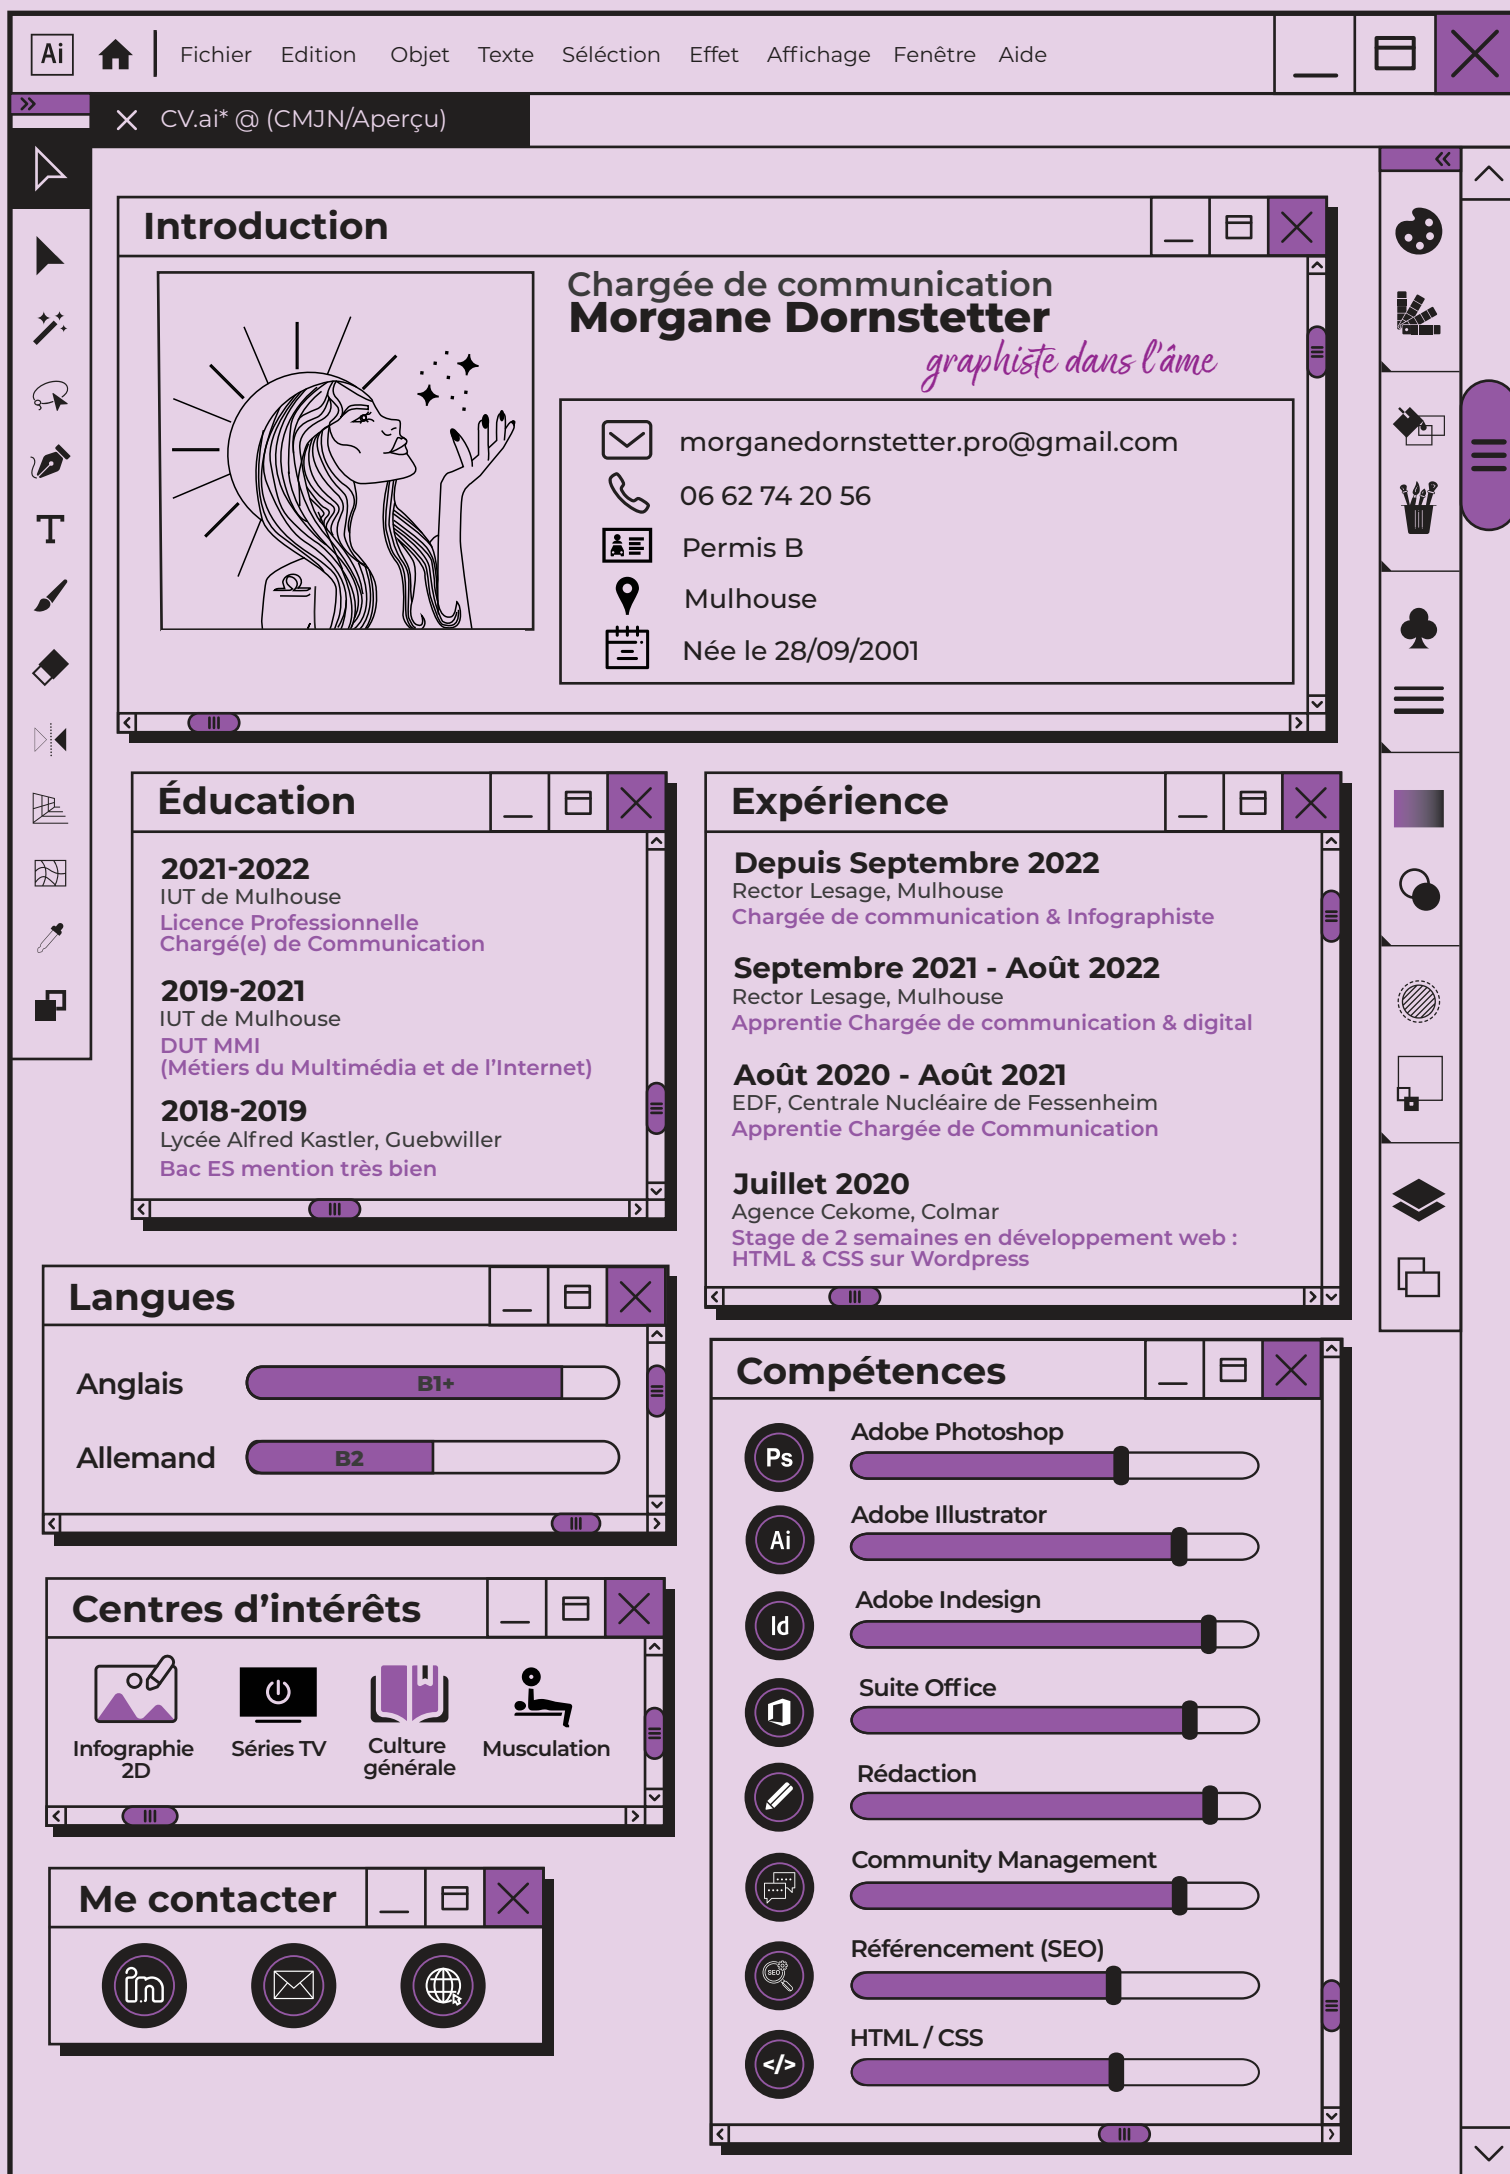 Ai
Fichier Edition Objet Texte Séléction Effet Affichage Fenêtre Aide
CV.ai* @ (CMJN/Aperçu)
T
Introduction
Chargée de communication
Morgane Dornstetter
graphiste dans l'âme
morganedornstetter.pro@gmail.com
06 62 74 20 56
Permis B
Mulhouse
Née le 28/09/2001
Éducation
2021-2022
IUT de Mulhouse
Licence Professionnelle
Chargé(e) de Communication
2019-2021
IUT de Mulhouse
DUT MMI
(Métiers du Multimédia et de l'Internet)
2018-2019
Lycée Alfred Kastler, Guebwiller
Bac ES mention très bien
Expérience
Depuis Septembre 2022
Rector Lesage, Mulhouse
Chargée de communication & Infographiste
Septembre 2021 - Août 2022
Rector Lesage, Mulhouse
Apprentie Chargée de communication & digital
Août 2020 - Août 2021
EDF, Centrale Nucléaire de Fessenheim
Apprentie Chargée de Communication
Juillet 2020
Agence Cekome, Colmar
Stage de 2 semaines en développement web :
HTML & CSS sur Wordpress
Langues
Anglais B1+
Allemand B2
Centres d'intérêts
Infographie
2D
Séries TV
Culture
générale
Musculation
Me contacter
in
Compétences
Ps Adobe Photoshop
Ai Adobe Illustrator
Id Adobe Indesign
Suite Office
Rédaction
Community Management
SEO Référencement (SEO)
</> HTML / CSS